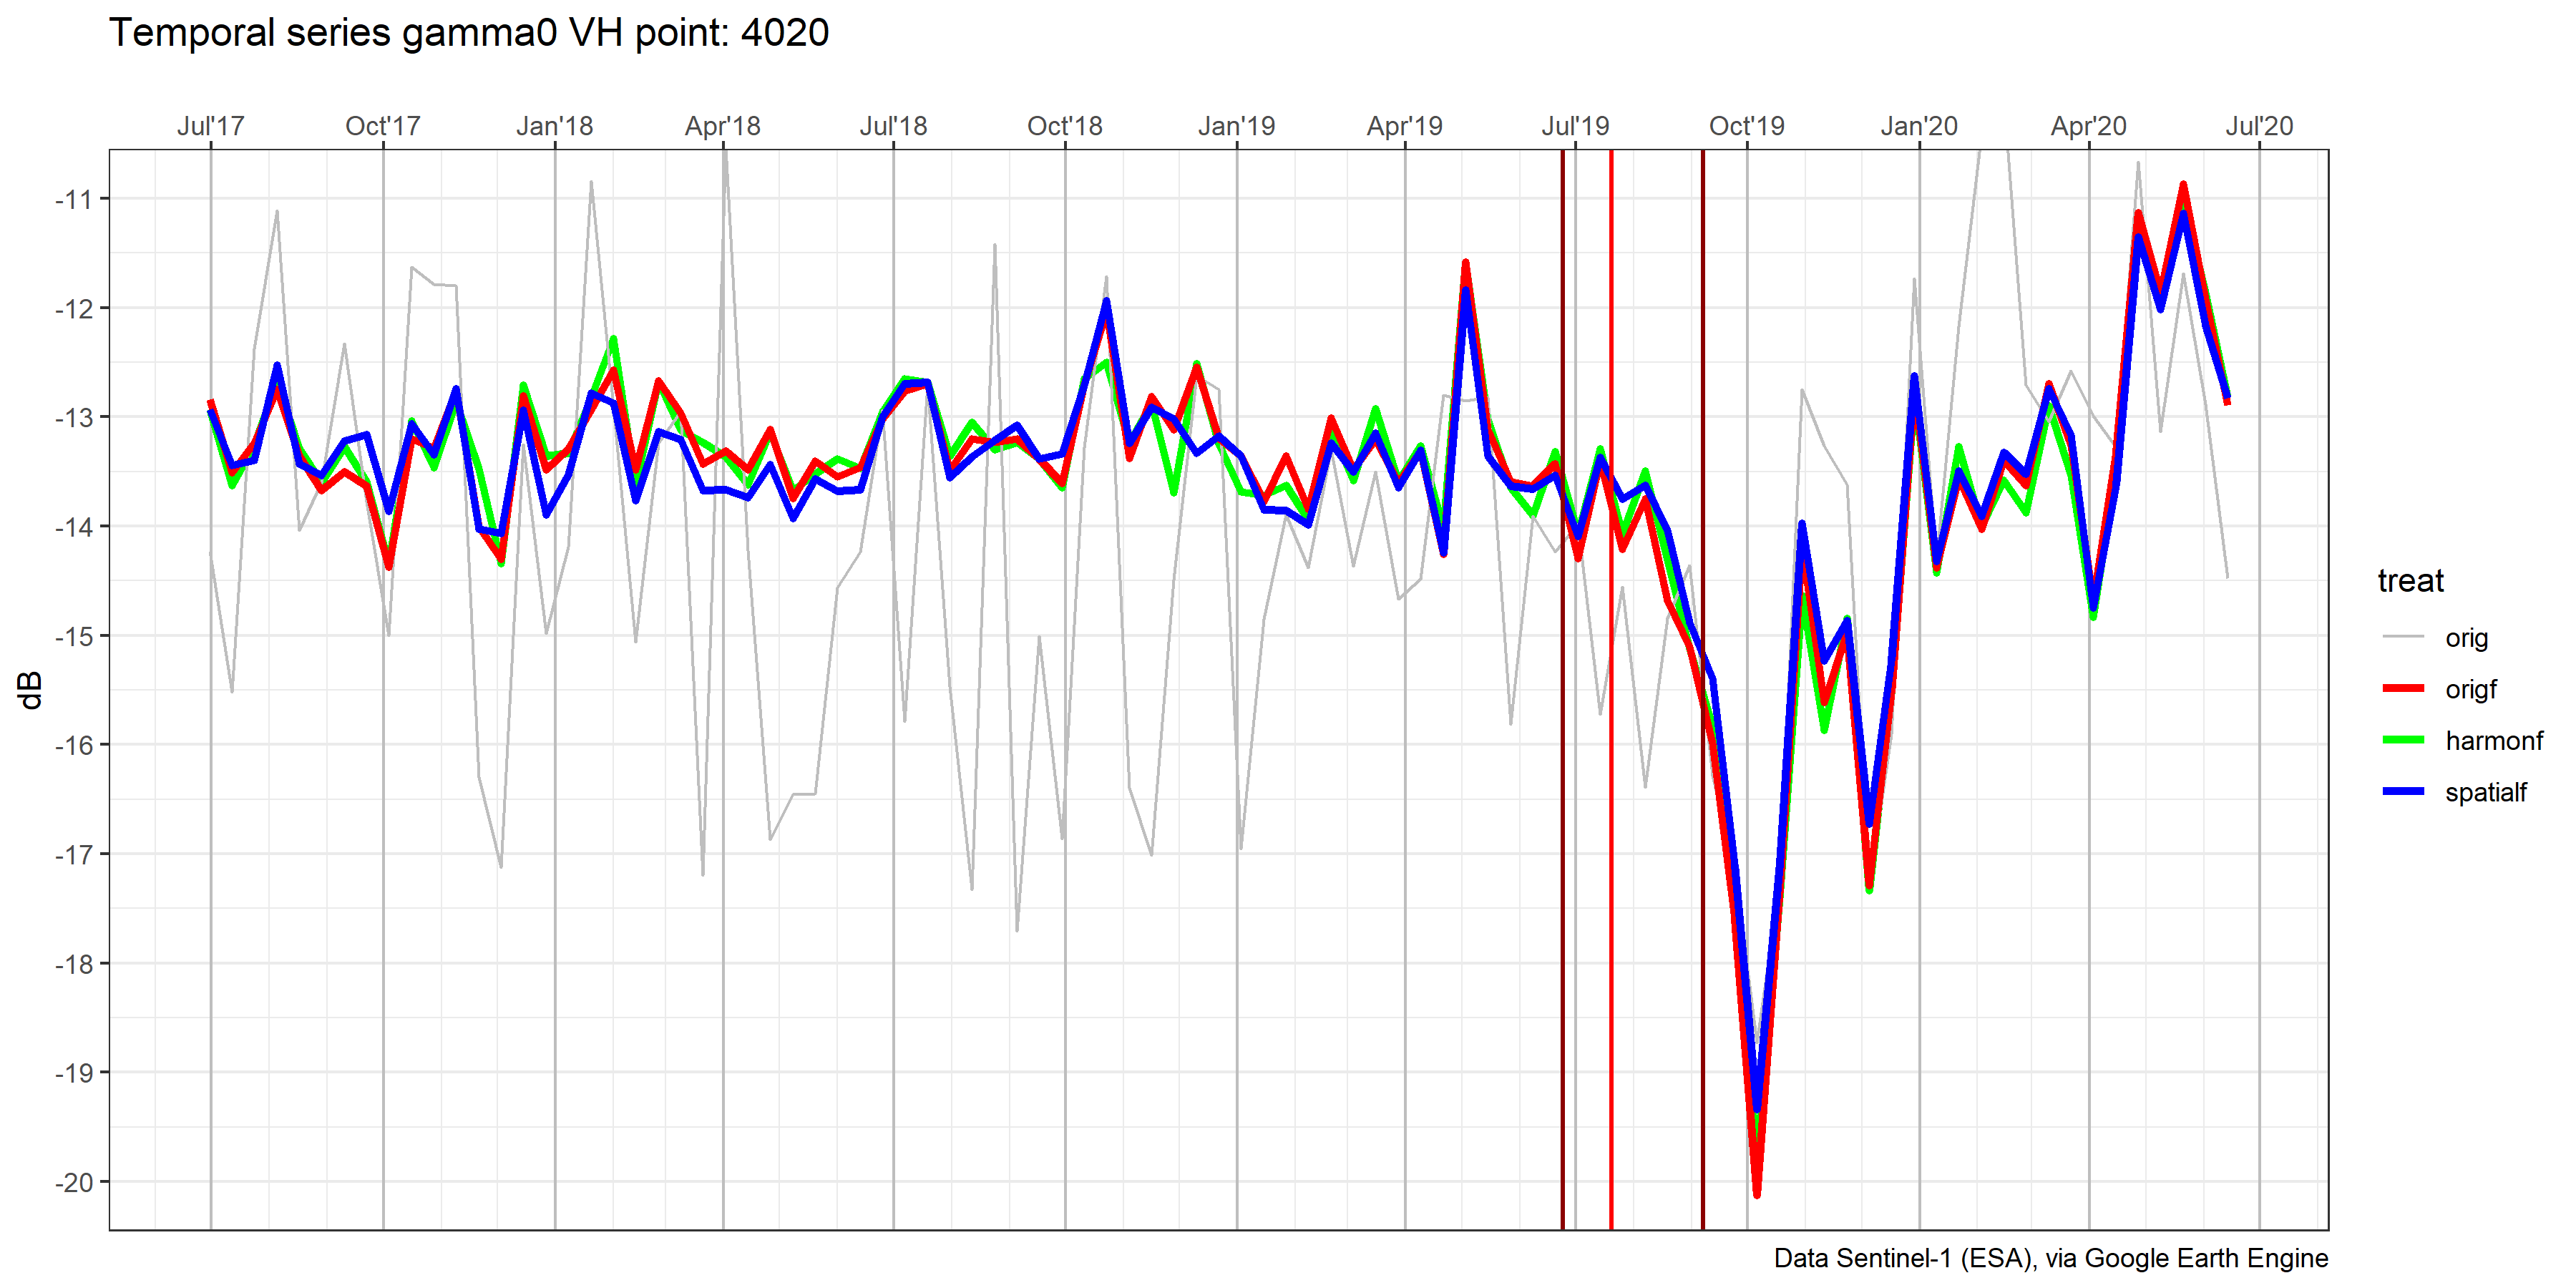 Temporal series gamma0 VH point: 4020
Jul'17 Oct'17 Jan'18 Apr'18 Jul'18 Oct'18 Jan'19 Apr'19 Jul'19 Oct'19 Jan'20 Apr'20 Jul'20
-11
-12
-13
-14
-15
-16
-17
-18
-19
-20
dB
treat
orig
origf
harmonf
spatialf
Data Sentinel-1 (ESA), via Google Earth Engine